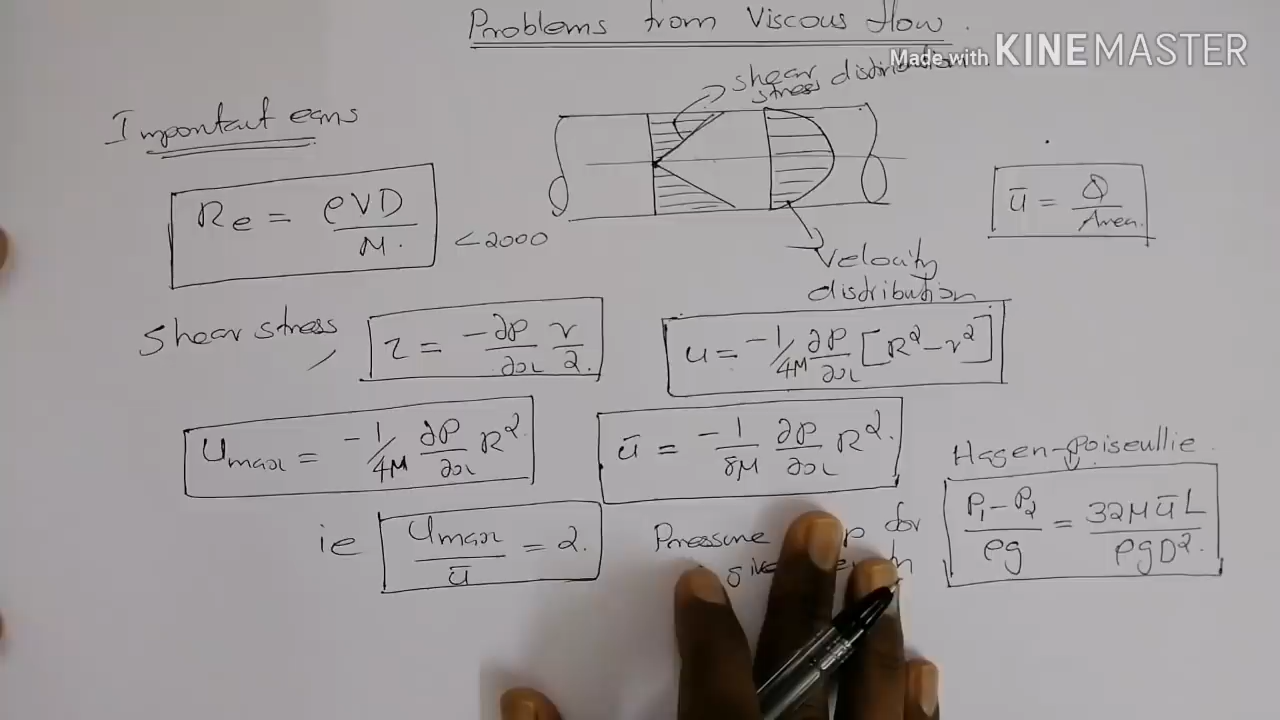 Problems from Viscous flow.
Made with KINEMASTER
shear
stress distribution
Important eqns
Re = ρVD / μ. <2000
ū = Q / Area.
Velocity
distribution
Shear stress, τ = -∂P/∂x r/2.
u = -1/4μ ∂P/∂x [R² - r²]
Umax = -1/4μ ∂P/∂x R²
ū = -1/8μ ∂P/∂x R².
Hagen-poiseullie.
P₁-P₂ / ρg = 32μūL / ρgD².
ie Umax / ū = 2.
Pressure for